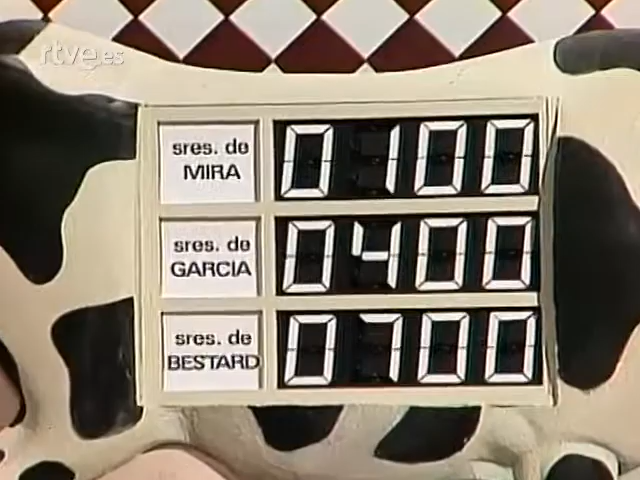 rtve.es
sres. de
MIRA
0100
sres. de
GARCIA
0400
sres. de
BESTARD
0700